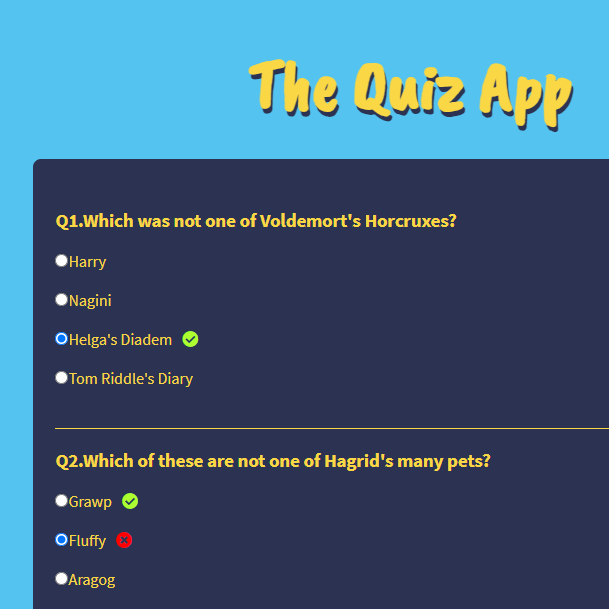 The Quiz App
Q1.Which was not one of Voldemort's Horcruxes?
Harry
Nagini
Helga's Diadem
Tom Riddle's Diary
Q2.Which of these are not one of Hagrid's many pets?
Grawp
Fluffy
Aragog